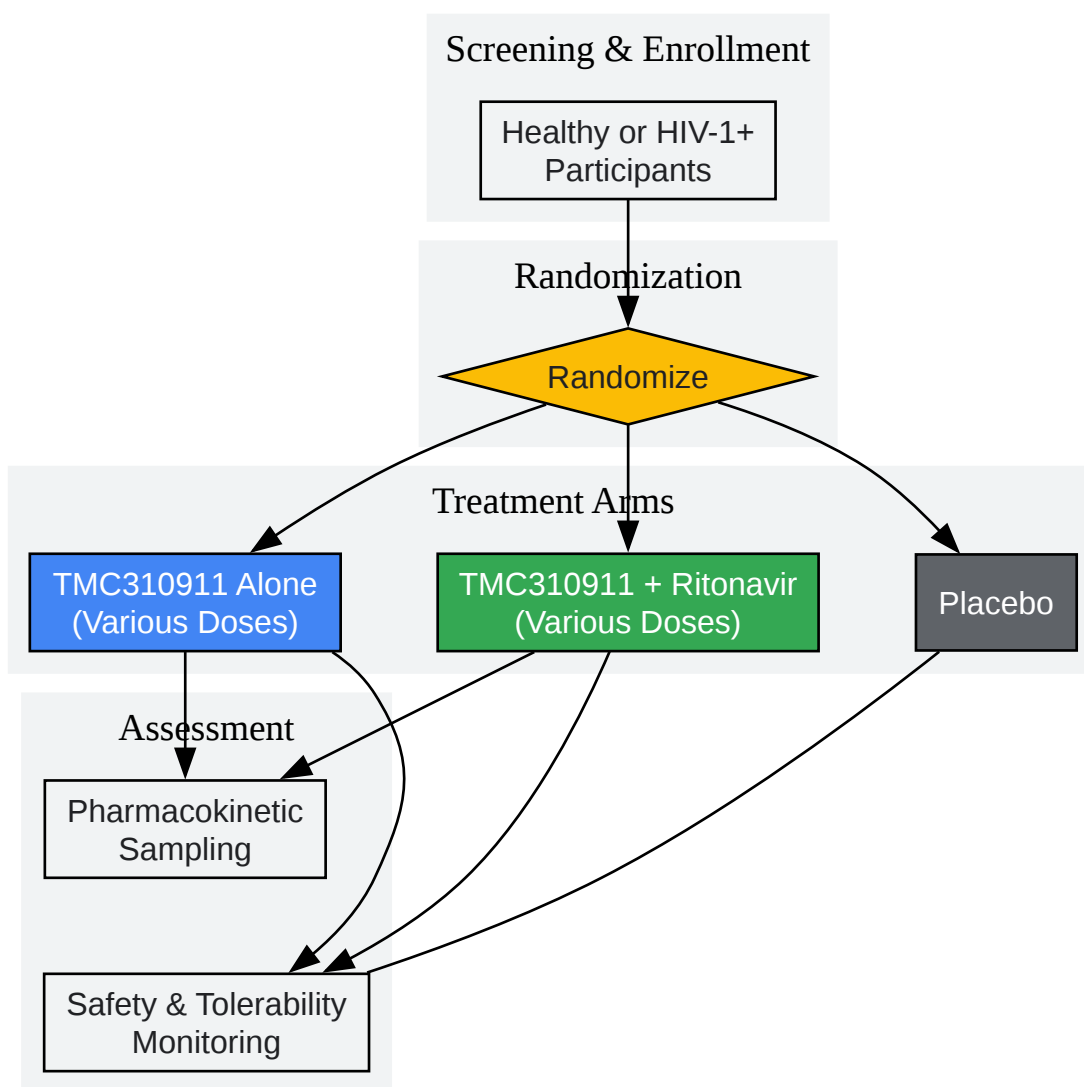 Screening & Enrollment
Healthy or HIV-1+
Participants
Randomization
Randomize
Treatment Arms
TMC310911 Alone
(Various Doses)
TMC310911 + Ritonavir
(Various Doses)
Placebo
Assessment
Pharmacokinetic
Sampling
Safety & Tolerability
Monitoring